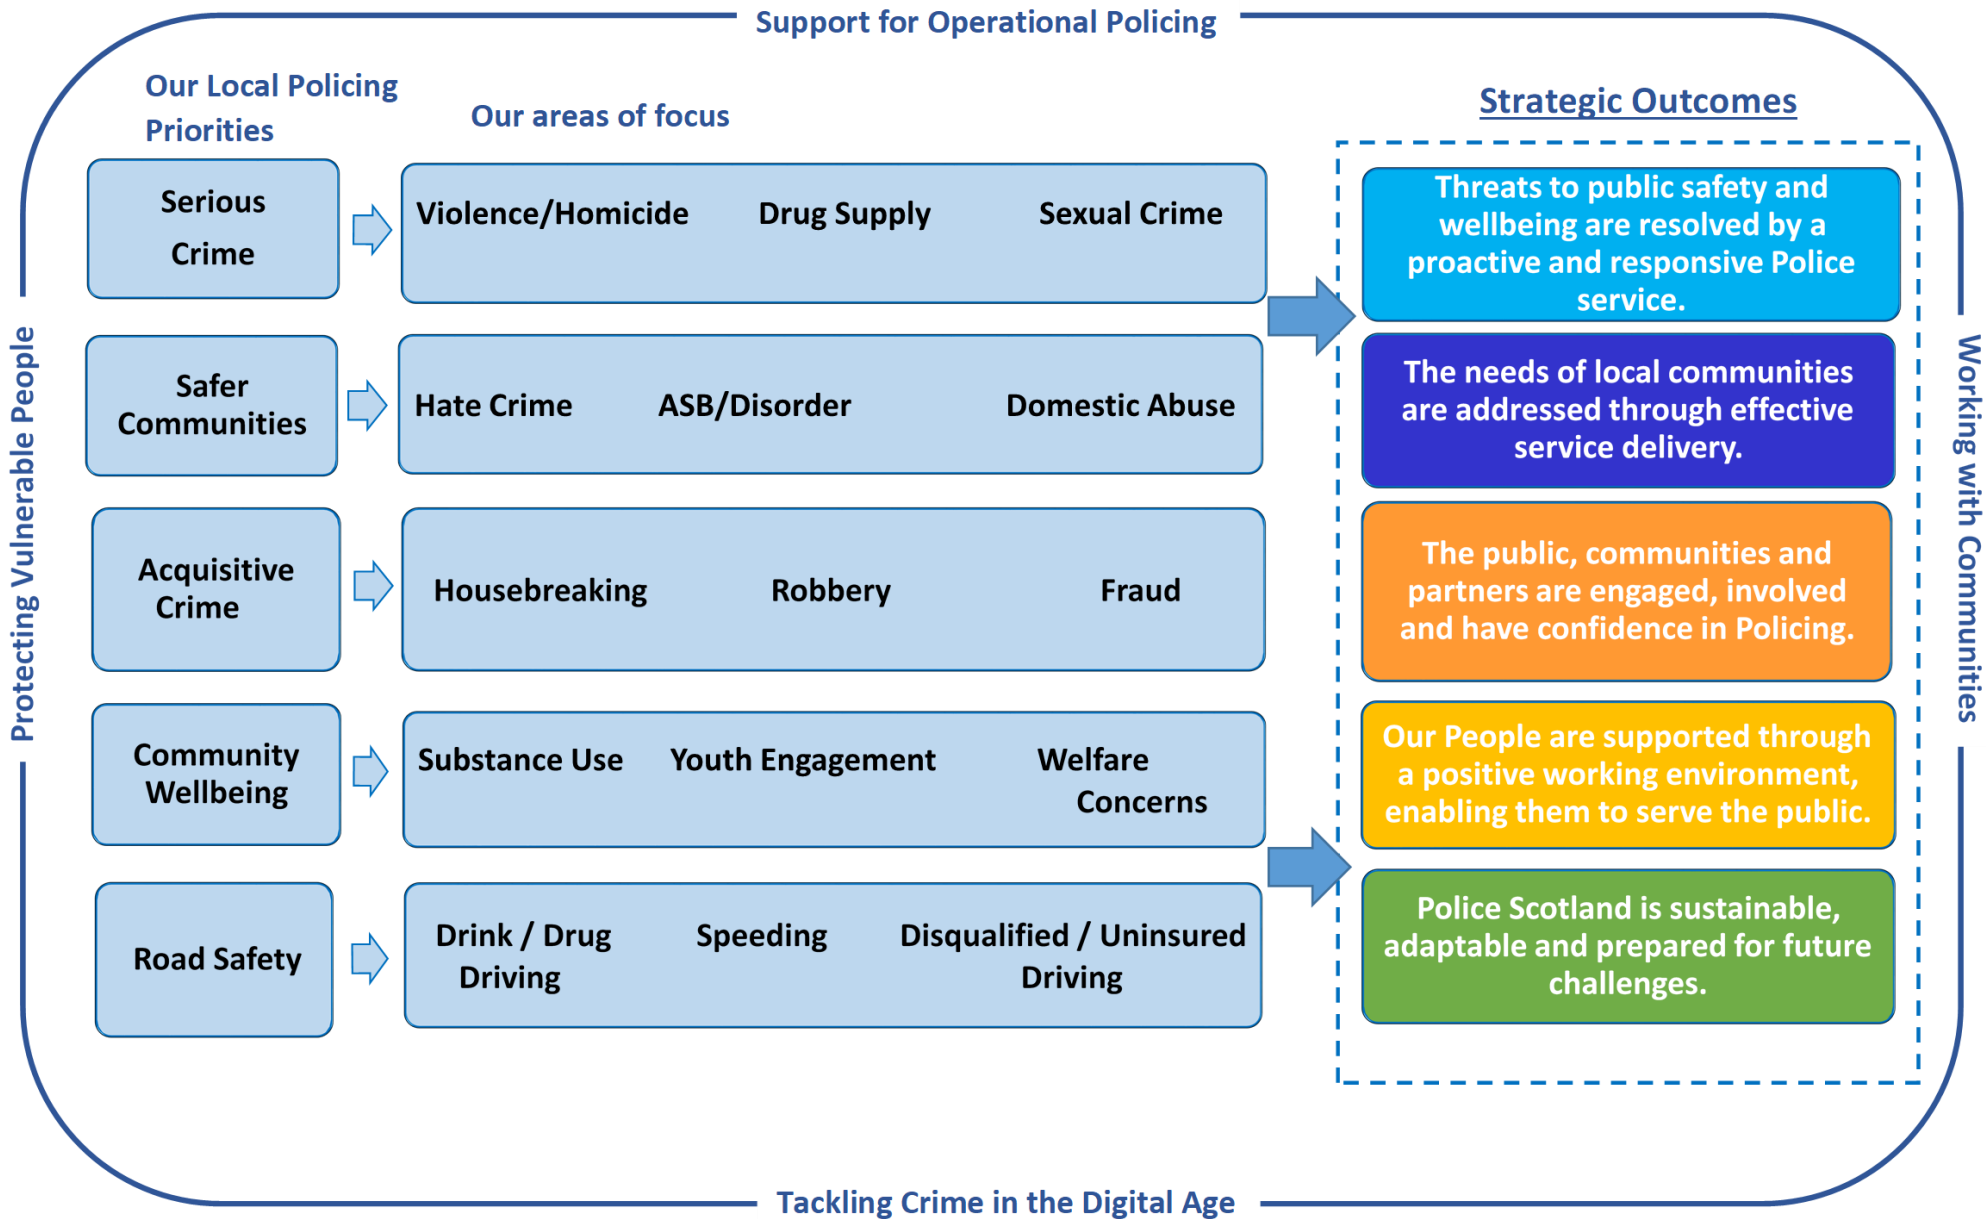 Support for Operational Policing
Our Local Policing
Priorities
Our areas of focus
Strategic Outcomes
Protecting Vulnerable People
Serious
Crime
Violence/Homicide Drug Supply Sexual Crime
Safer
Communities
Hate Crime ASB/Disorder Domestic Abuse
Acquisitive
Crime
Housebreaking Robbery Fraud
Community
Wellbeing
Substance Use Youth Engagement Welfare
Concerns
Road Safety
Drink / Drug Speeding Disqualified / Uninsured
Driving Driving
Threats to public safety and
wellbeing are resolved by a
proactive and responsive Police
service.
The needs of local communities
are addressed through effective
service delivery.
The public, communities and
partners are engaged, involved
and have confidence in Policing.
Our People are supported through
a positive working environment,
enabling them to serve the public.
Police Scotland is sustainable,
adaptable and prepared for future
challenges.
Working with Communities
Tackling Crime in the Digital Age